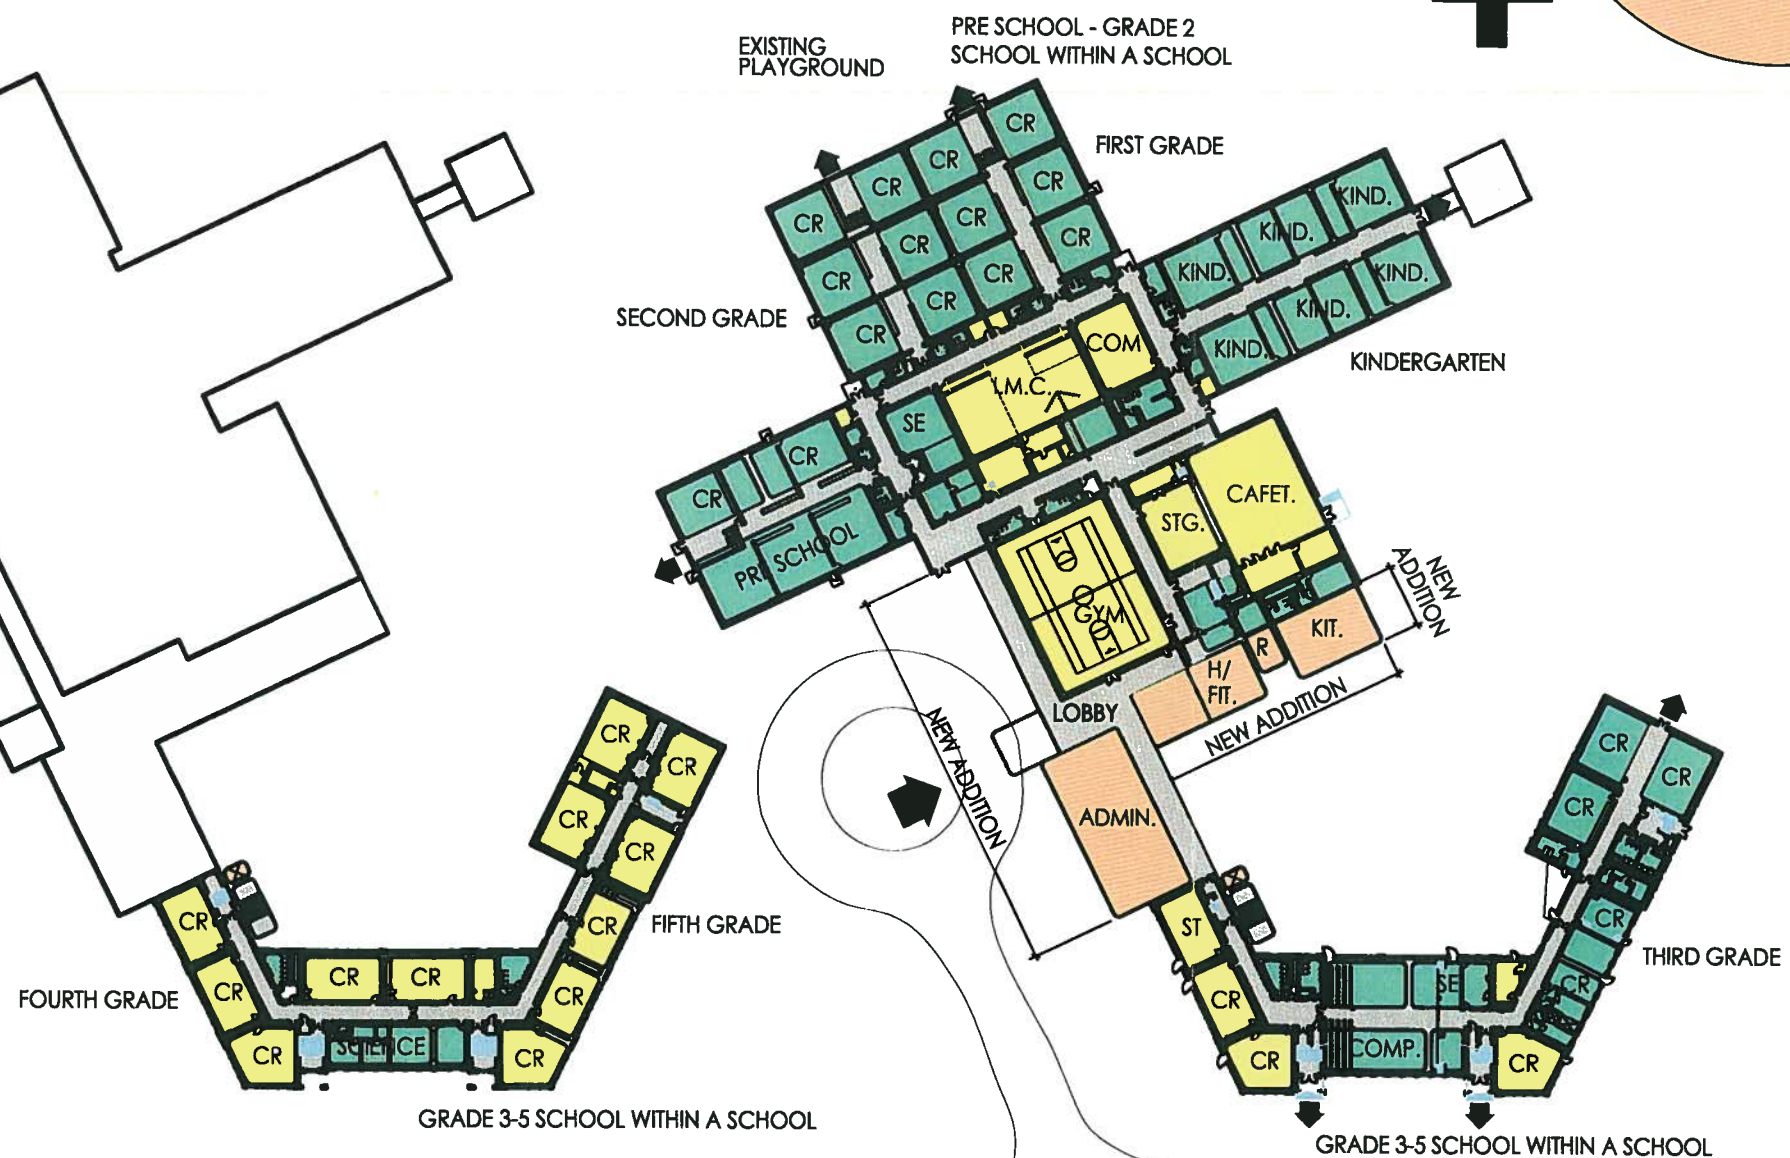 PRE SCHOOL - GRADE 2
SCHOOL WITHIN A SCHOOL
EXISTING
PLAYGROUND
CR
FIRST GRADE
CR
CR
CR
CR
CR
CR
CR
CR
CR
CR
CR
CR
CR
CR
SECOND GRADE
KIND.
KIND.
KIND.
KIND.
KIND.
KIND.
KINDERGARTEN
COM
I.M.C.
SE
CR
CR
PRE SCHOOL
CAFET.
STG.
GYM
NEW
ADDITION
KIT.
R
H/
FIT.
NEW ADDITION
LOBBY
NEW ADDITION
ADMIN.
CR
CR
CR
CR
CR
CR
CR
CR
CR
CR
CR
CR
FIFTH GRADE
FOURTH GRADE
SCIENCE
GRADE 3-5 SCHOOL WITHIN A SCHOOL
CR
CR
CR
CR
CR
THIRD GRADE
ST
CR
CR
SE
COMP.
CR
GRADE 3-5 SCHOOL WITHIN A SCHOOL